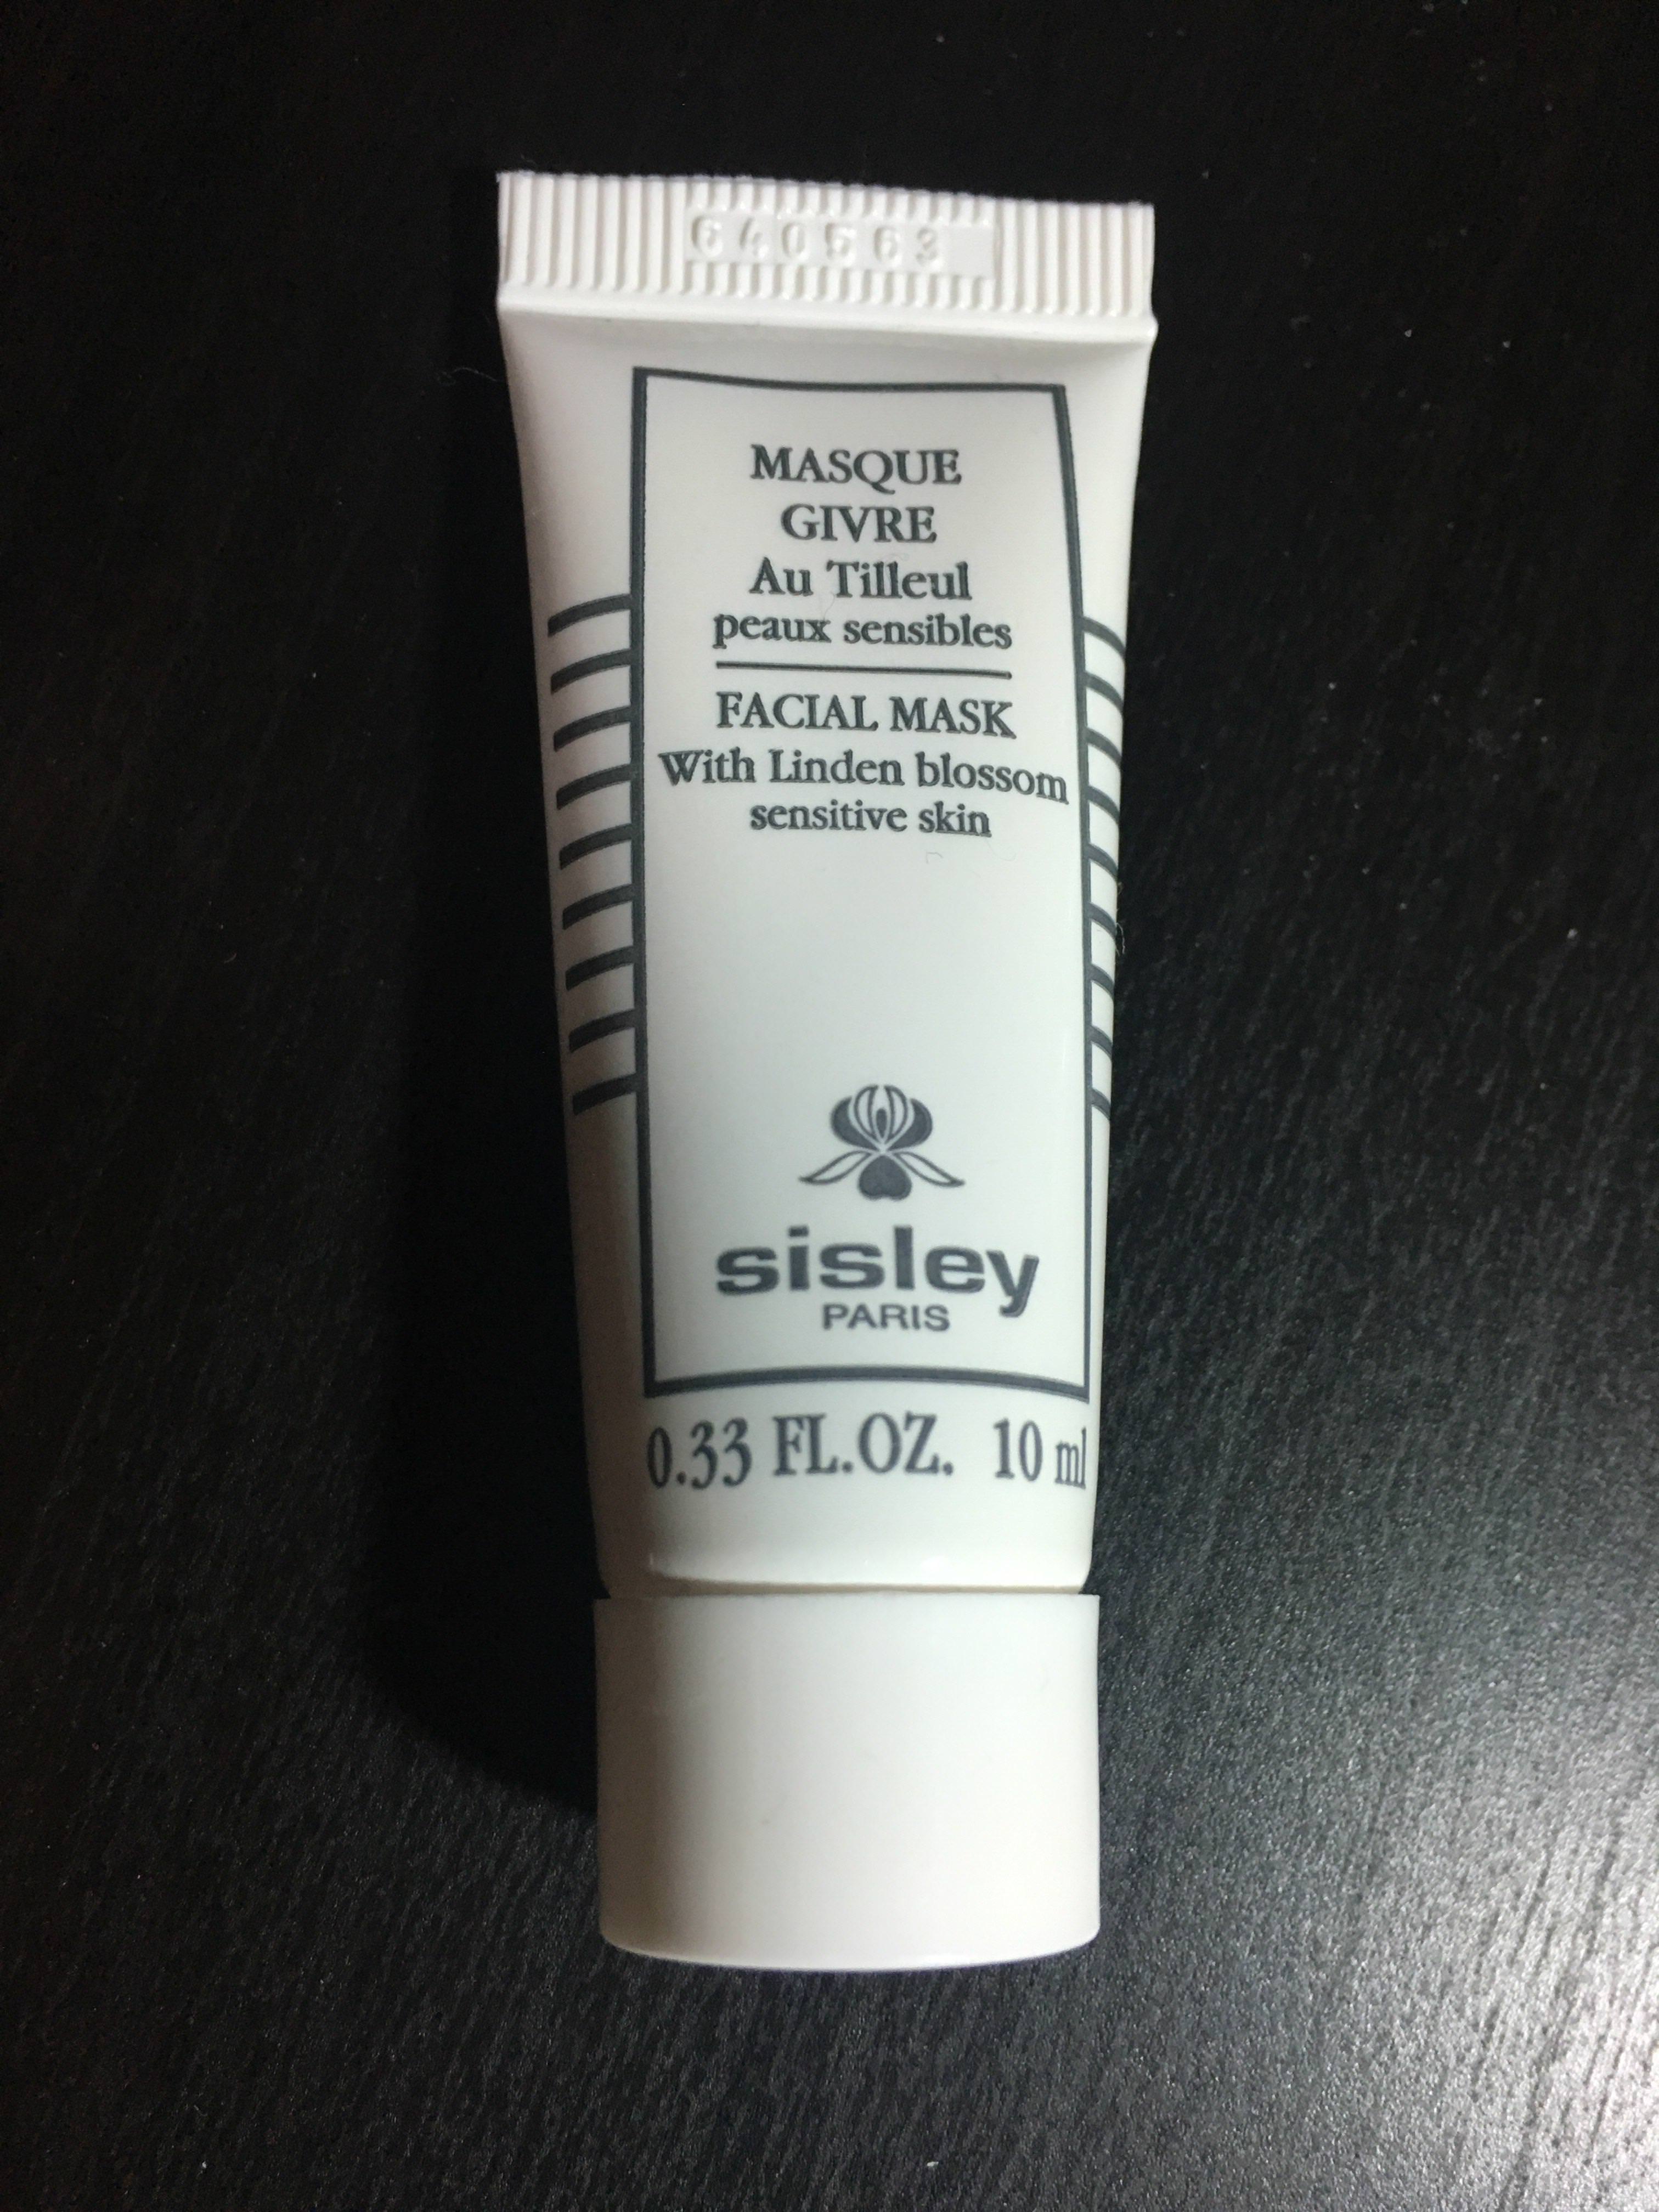 640563
MASQUE
GIVRE
Au Tilleul
peaux sensibles
FACIAL MASK
With Linden blossom
sensitive skin
sisley
PARIS
0.33 FL.OZ. 10 ml